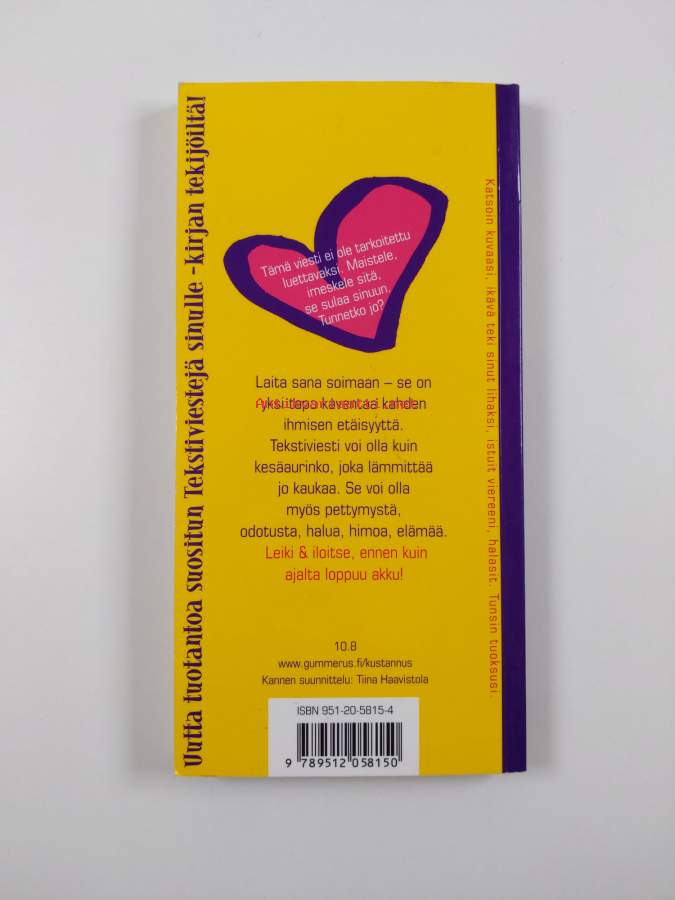 Uutta tuotantoa suositun Tekstiviestejä sinulle -kirjan tekijöiltä!
Tämä viesti ei ole tarkoitettu
luettavaksi. Maistele,
imeskele sitä,
se sulaa sinuun.
Tunnetko jo?
Laita sana soimaan – se on
yksi tapa kaventaa kahden
ihmisen etäisyyttä.
Tekstiviesti voi olla kuin
kesäaurinko, joka lämmittää
jo kaukaa. Se voi olla
myös pettymystä,
odotusta, halua, himoa, elämää.
Leiki & iloitse, ennen kuin
ajalta loppuu akku!
10.8
www.gummerus.fi/kustannus
Kannen suunnittelu: Tiina Haavistola
ISBN 951-20-5815-4
9 789512 058150
Katsoin kuvaasi, ikävä teki sinut lihaksi, istuit viereeni, halasit. Tunsin tuoksusi.